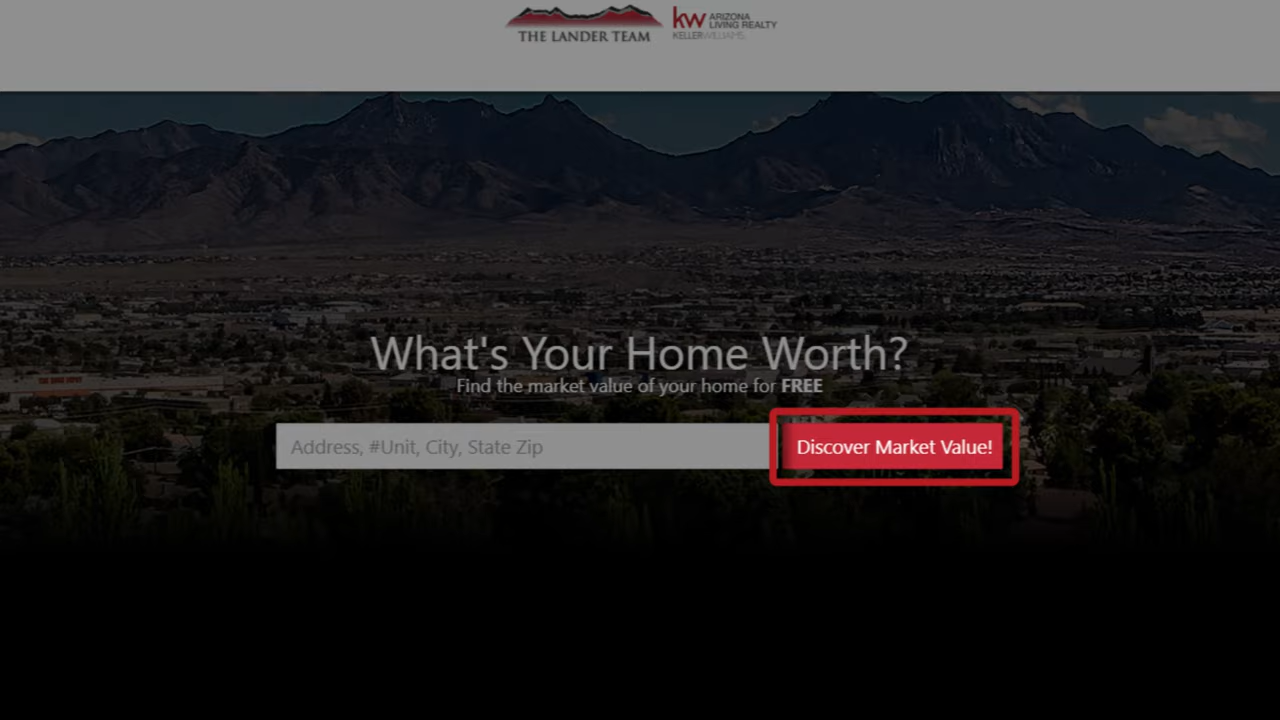 THE LANDER TEAM
kw ARIZONA
LIVING REALTY
KELLERWILLIAMS.
What's Your Home Worth?
Find the market value of your home for FREE
Address, #Unit, City, State Zip
Discover Market Value!